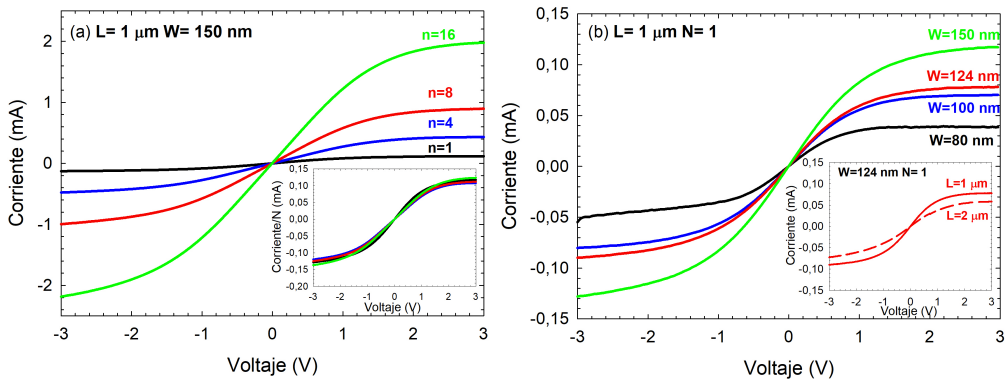 (a) L= 1 μm W= 150 nm
n=16
n=8
n=4
n=1
Corriente (mA)
2
1
0
-1
-2
-3 -2 -1 0 1 2 3
Voltaje (V)
Corriente/N (mA)
0,15
0,10
0,05
0,00
-0,05
0,10
0,15
-0,20
-3 -2 -1 0 1 2 3
Voltaje (V)
(b) L= 1 μm N= 1
W=150 nm
W=124 nm
W=100 nm
W=80 nm
Corriente (mA)
0,15
0,10
0,05
0,00
-0,05
-0,10
-0,15
-3 -2 -1 0 1 2 3
Voltaje (V)
W=124 nm N= 1
L=1 μm
L=2 μm
Corriente (mA)
0,15
0,10
0,05
0,00
-0,05
-0,10
-0,15
-3 -2 -1 0 1 2 3
Voltaje (V)